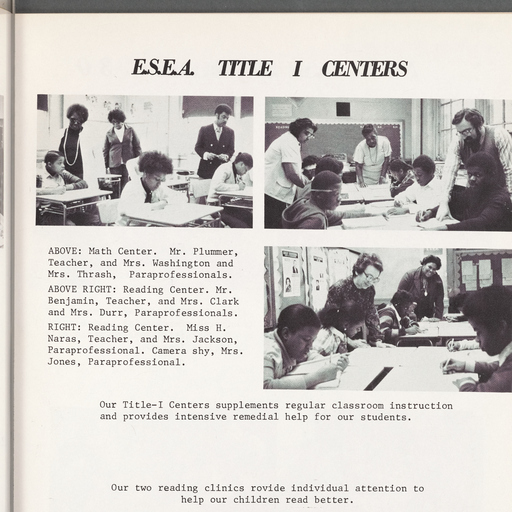 E.S.E.A. TITLE I CENTERS
ABOVE: Math Center. Mr. Plummer,
Teacher, and Mrs. Washington and
Mrs. Thrash, Paraprofessionals.
ABOVE RIGHT: Reading Center. Mr.
Benjamin, Teacher, and Mrs. Clark
and Mrs. Durr, Paraprofessionals.
RIGHT: Reading Center. Miss H.
Naras, Teacher, and Mrs. Jackson,
Paraprofessional. Camera shy, Mrs.
Jones, Paraprofessional.
Our Title-I Centers supplements regular classroom instruction
and provides intensive remedial help for our students.
Our two reading clinics rovide individual attention to
help our children read better.